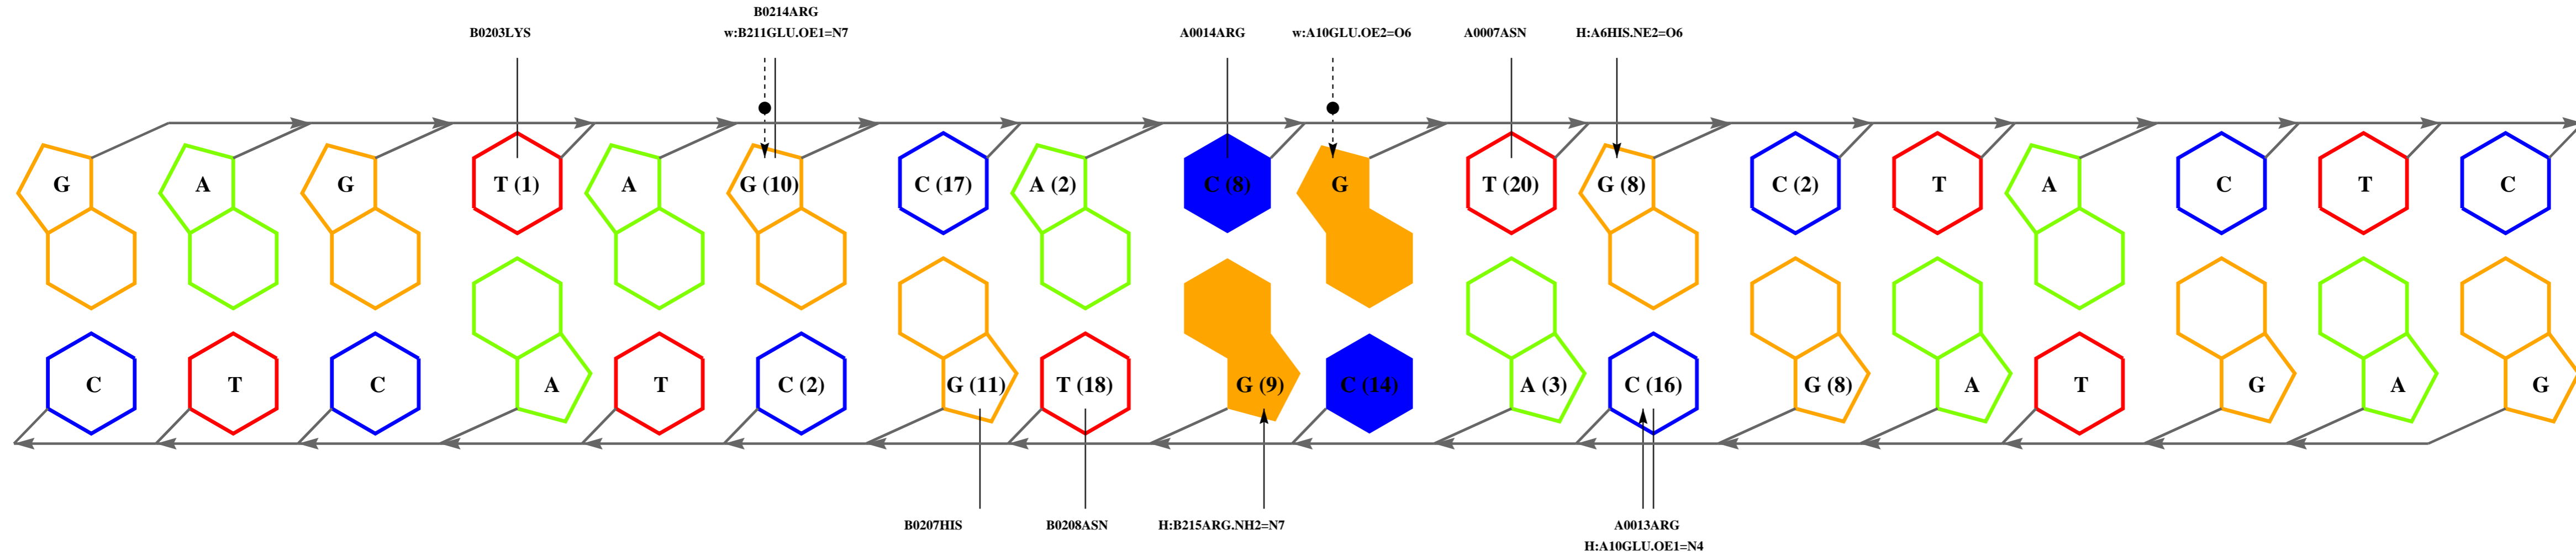 B0214ARG
B0203LYS w:B211GLU.OE1=N7 A0014ARG w:A10GLU.OE2=O6 A0007ASN H:A6HIS.NE2=O6
G A G T (1) A G (10) C (17) A (2) C (8) G T (20) G (8) C (2) T A C T C
C T C A T C (2) G (11) T (18) G (9) C (14) A (3) C (16) G (8) A T G A G
B0207HIS B0208ASN H:B215ARG.NH2=N7 A0013ARG
H:A10GLU.OE1=N4